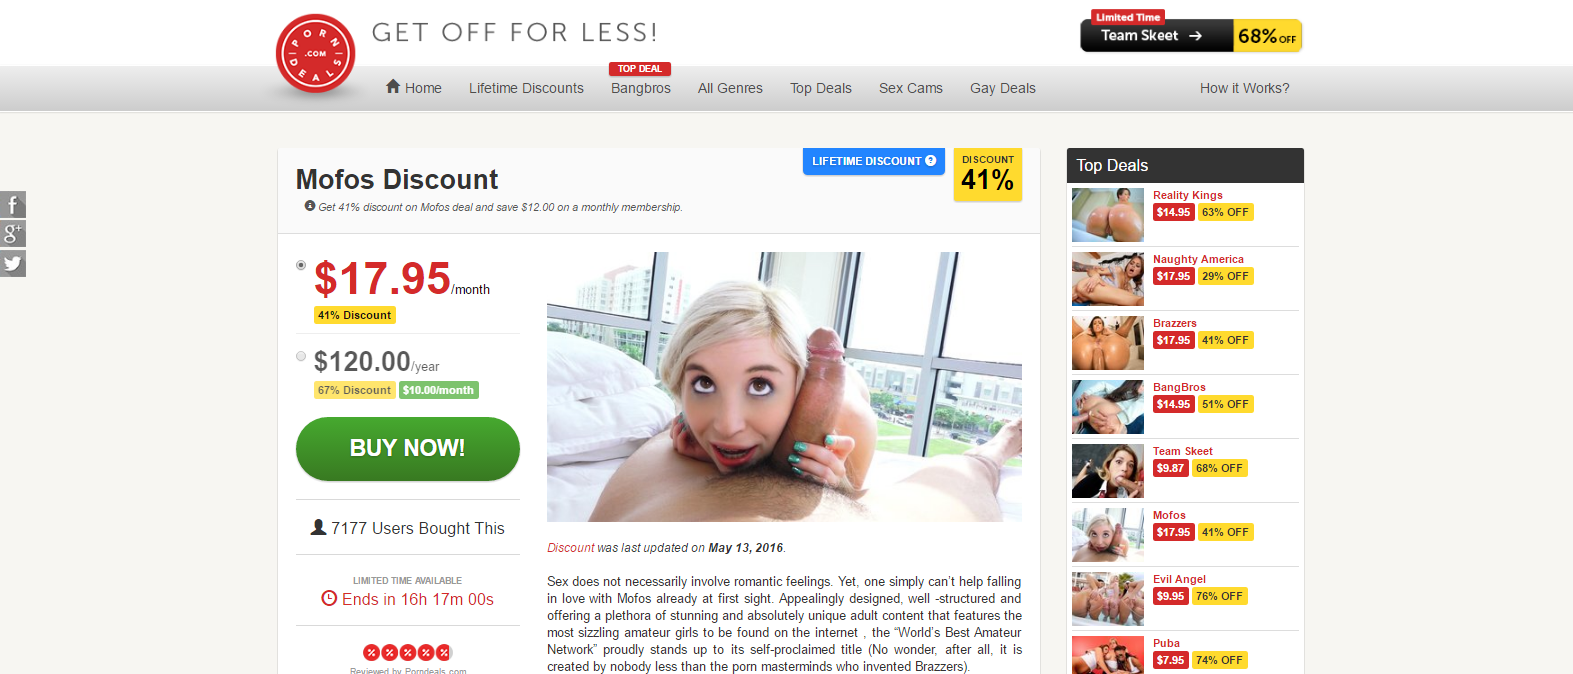 PORN
.COM
DEALS
GET OFF FOR LESS!
Limited Time
Team Skeet → 68% OFF
TOP DEAL
Home Lifetime Discounts Bangbros All Genres Top Deals Sex Cams Gay Deals How it Works?
Mofos Discount
Get 41% discount on Mofos deal and save $12.00 on a monthly membership.
LIFETIME DISCOUNT ?
DISCOUNT
41%
$17.95/month
41% Discount
$120.00/year
67% Discount $10.00/month
BUY NOW!
7177 Users Bought This
LIMITED TIME AVAILABLE
Ends in 16h 17m 00s
Reviewed by Porndeals.com
Discount was last updated on May 13, 2016.
Sex does not necessarily involve romantic feelings. Yet, one simply can’t help falling
in love with Mofos already at first sight. Appealingly designed, well -structured and
offering a plethora of stunning and absolutely unique adult content that features the
most sizzling amateur girls to be found on the internet , the “World’s Best Amateur
Network” proudly stands up to its self-proclaimed title (No wonder, after all, it is
created by nobody less than the porn masterminds who invented Brazzers).
Top Deals
Reality Kings
$14.95 63% OFF
Naughty America
$17.95 29% OFF
Brazzers
$17.95 41% OFF
BangBros
$14.95 51% OFF
Team Skeet
$9.87 68% OFF
Mofos
$17.95 41% OFF
Evil Angel
$9.95 76% OFF
Puba
$7.95 74% OFF